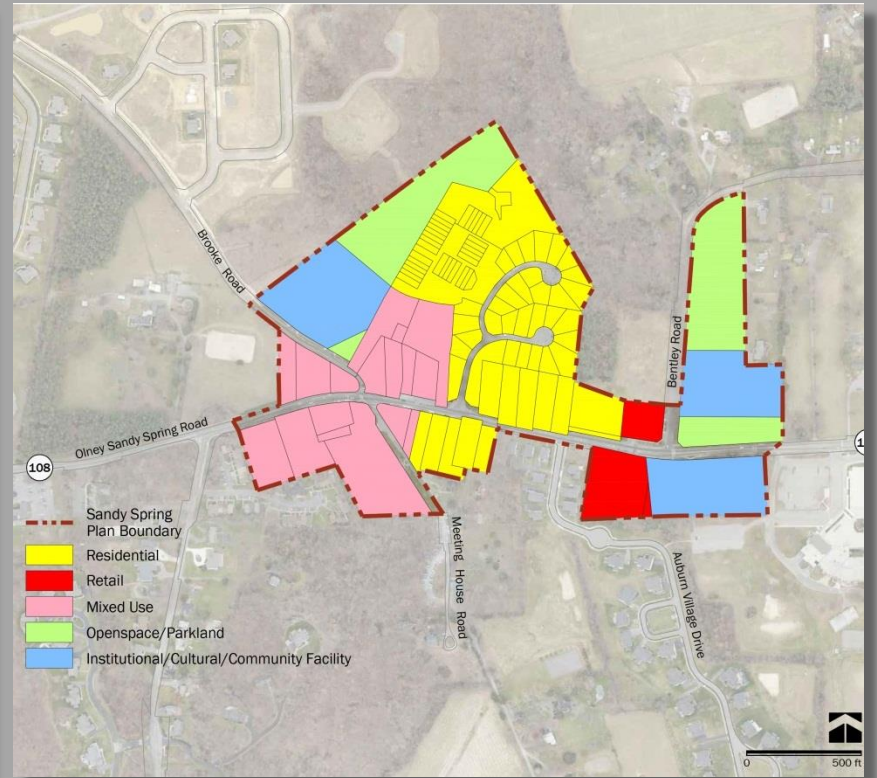 Brooke Road
Bentley Road
Olney Sandy Spring Road
108
1
Sandy Spring
Plan Boundary
Residential
Retail
Mixed Use
Openspace/Parkland
Institutional/Cultural/Community Facility
Meeting House Road
Auburn Village Drive
0 500 ft